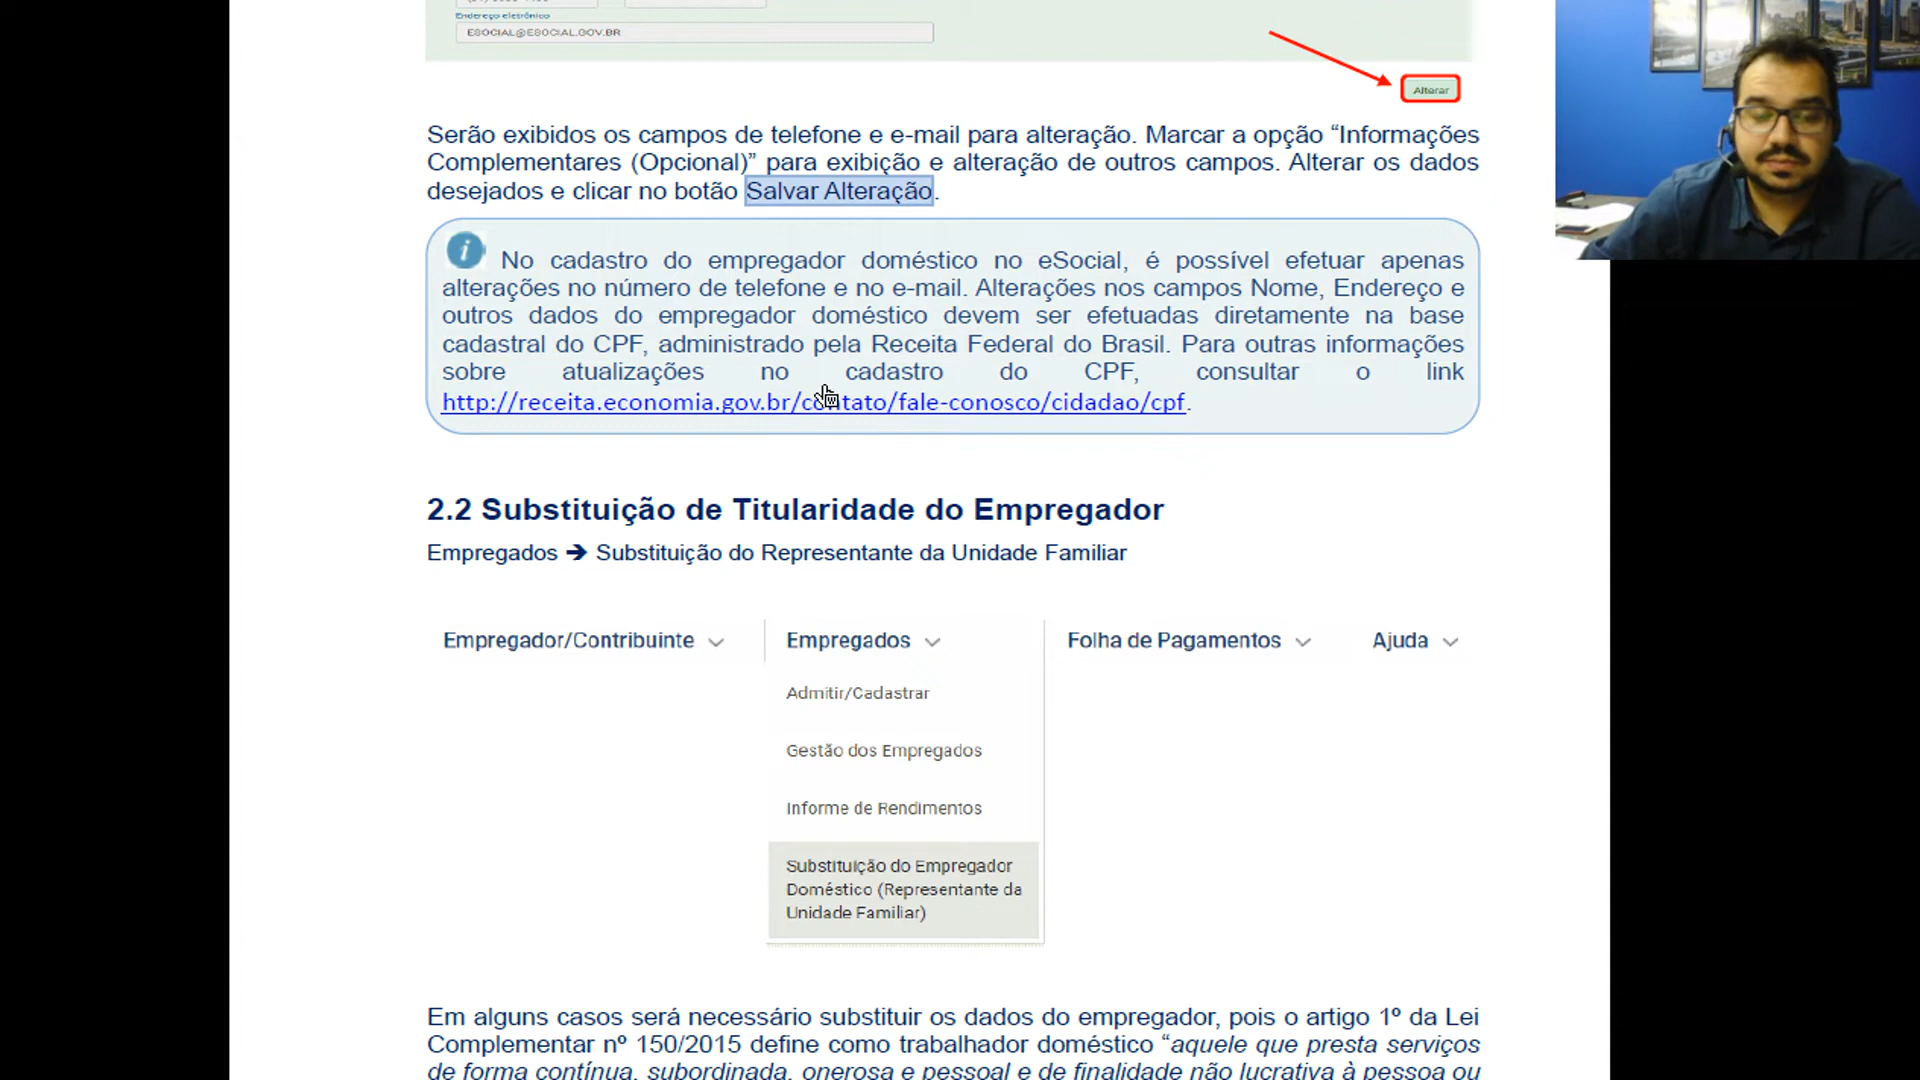 Endereço eletrônico
ESOCIAL@ESOCIAL.GOV.BR
Alterar
Serão exibidos os campos de telefone e e-mail para alteração. Marcar a opção “Informações
Complementares (Opcional)” para exibição e alteração de outros campos. Alterar os dados
desejados e clicar no botão Salvar Alteração.
i No cadastro do empregador doméstico no eSocial, é possível efetuar apenas
alterações no número de telefone e no e-mail. Alterações nos campos Nome, Endereço e
outros dados do empregador doméstico devem ser efetuadas diretamente na base
cadastral do CPF, administrado pela Receita Federal do Brasil. Para outras informações
sobre atualizações no cadastro do CPF, consultar o link
http://receita.economia.gov.br/contato/fale-conosco/cidadao/cpf.
2.2 Substituição de Titularidade do Empregador
Empregados ➔ Substituição do Representante da Unidade Familiar
Empregador/Contribuinte Empregados Folha de Pagamentos Ajuda
Admitir/Cadastrar
Gestão dos Empregados
Informe de Rendimentos
Substituição do Empregador
Doméstico (Representante da
Unidade Familiar)
Em alguns casos será necessário substituir os dados do empregador, pois o artigo 1º da Lei
Complementar nº 150/2015 define como trabalhador doméstico “aquele que presta serviços
de forma contínua, subordinada, onerosa e pessoal e de finalidade não lucrativa à pessoa ou